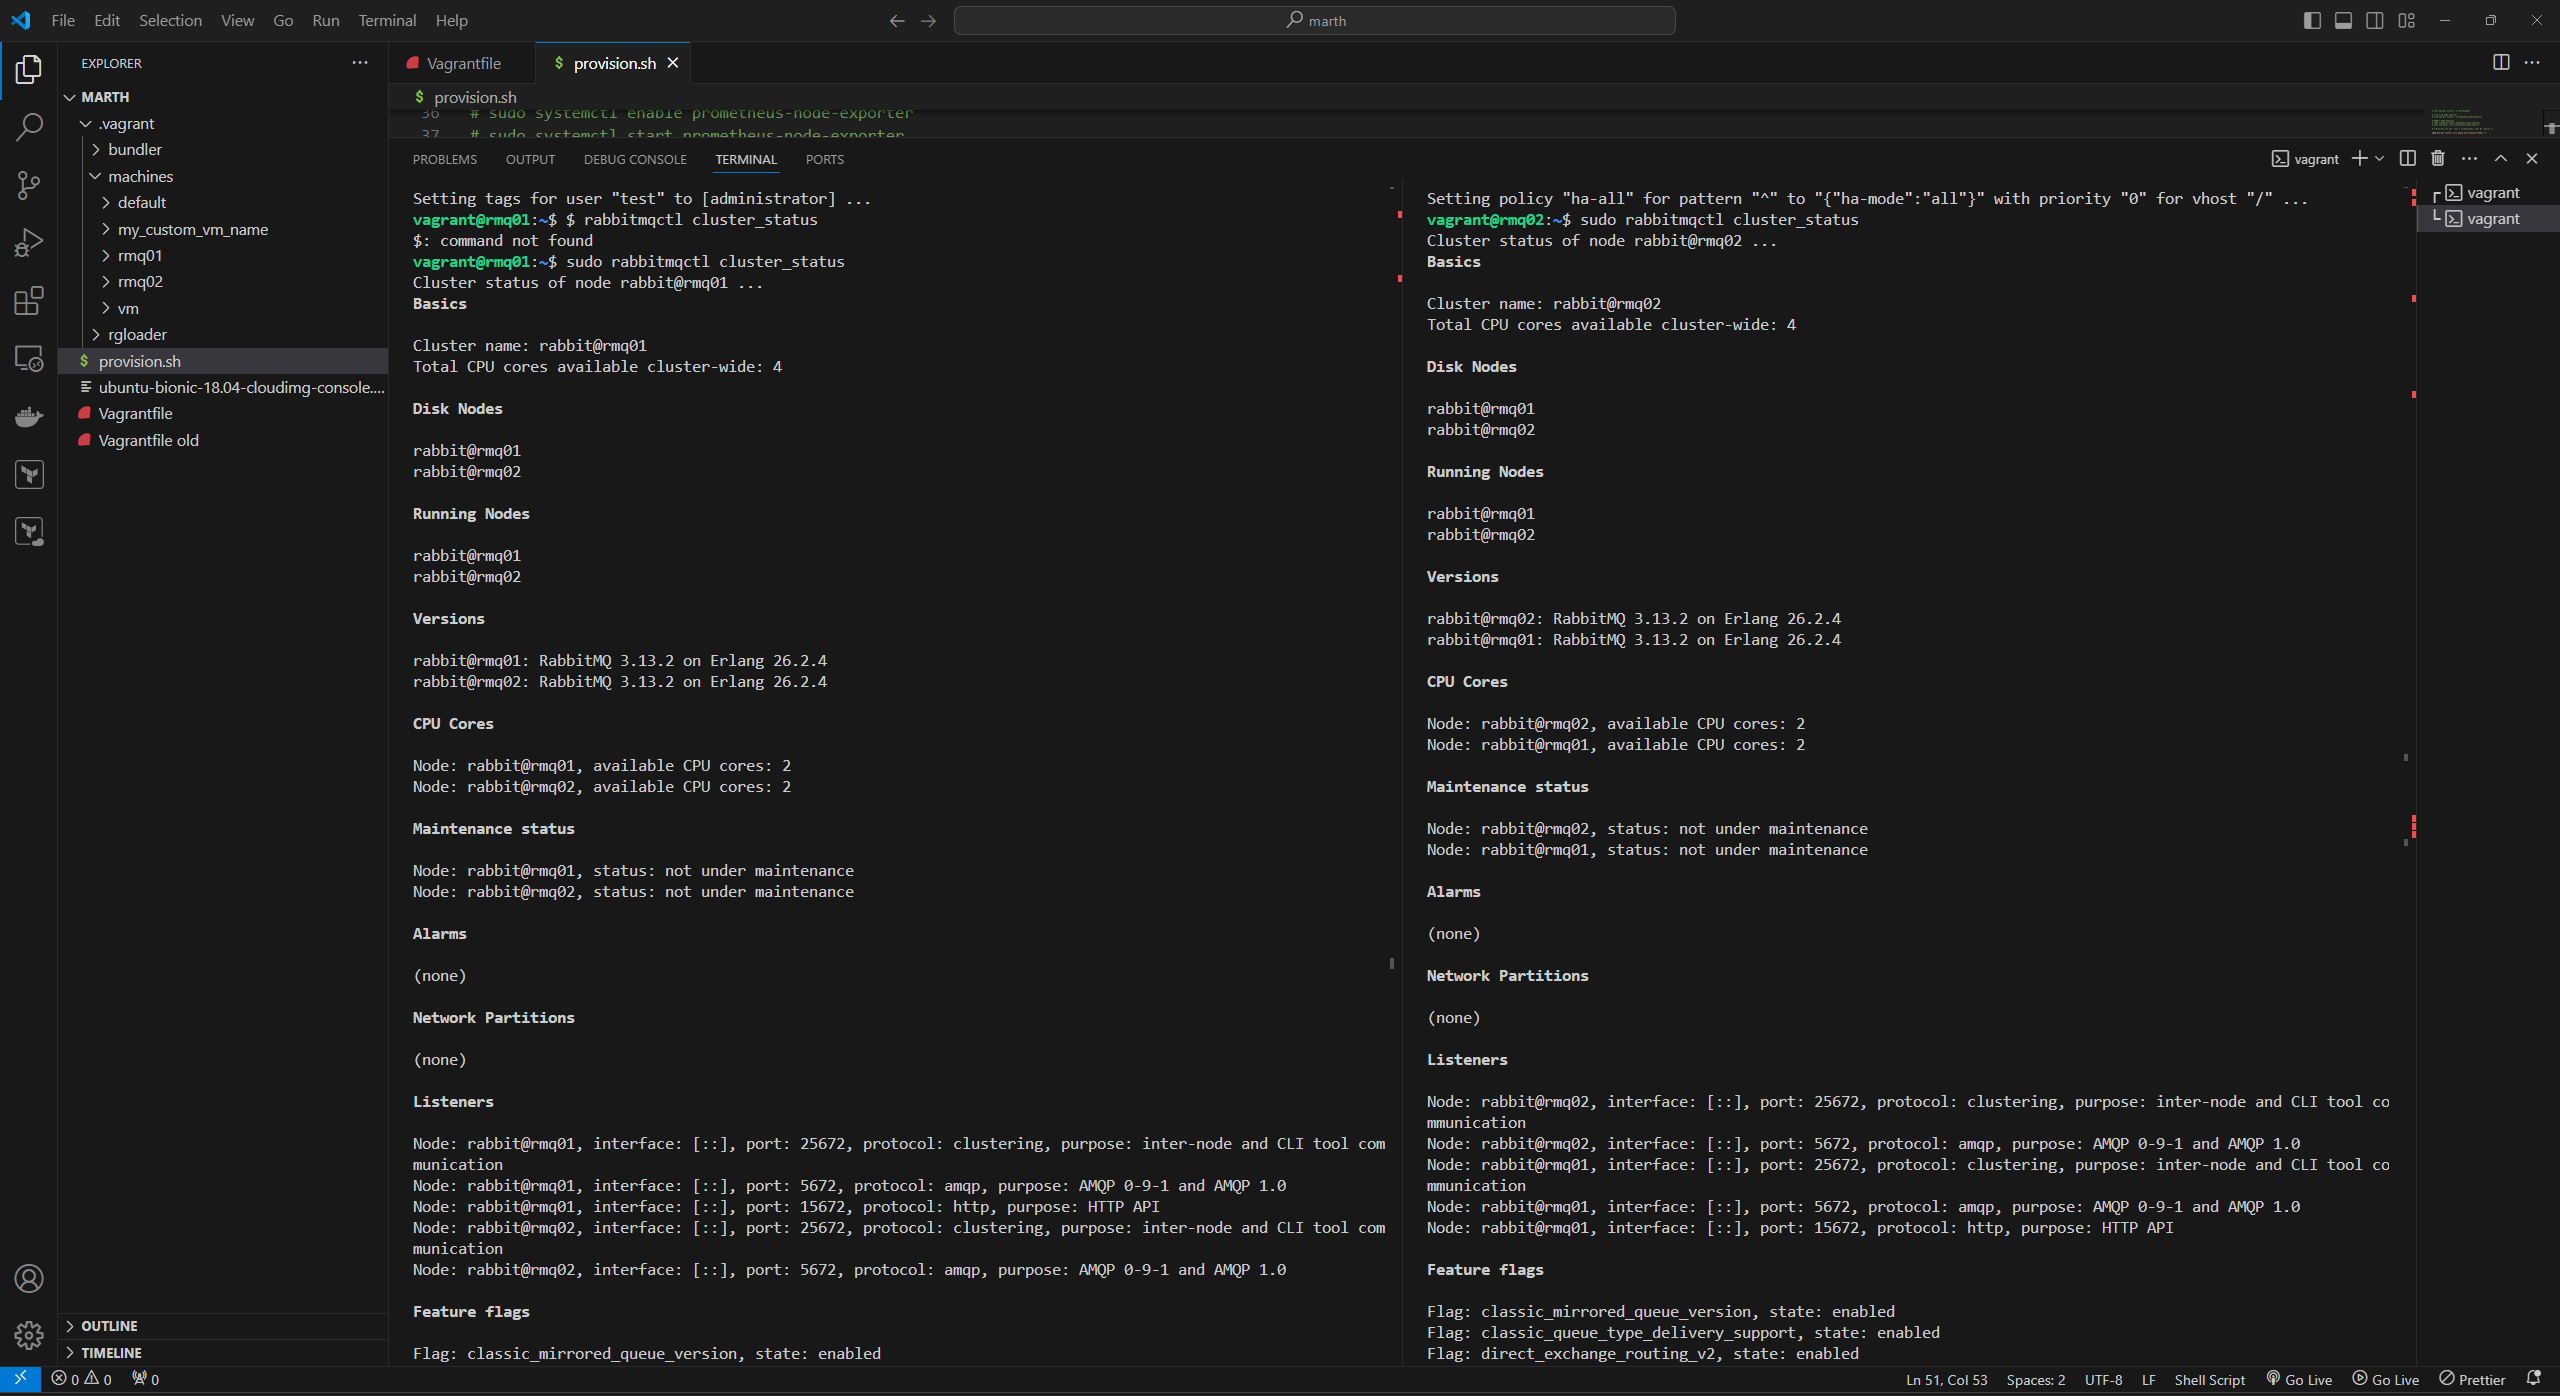 File Edit Selection View Go Run Terminal Help
marth
EXPLORER
MARTH
.vagrant
bundler
machines
default
my_custom_vm_name
rmq01
rmq02
vm
rgloader
provision.sh
ubuntu-bionic-18.04-cloudimg-console....
Vagrantfile
Vagrantfile old
OUTLINE
TIMELINE
Vagrantfile
provision.sh
provision.sh
36 # sudo systemctl enable prometheus-node-exporter
37 # sudo systemctl start prometheus-node-exporter
PROBLEMS OUTPUT DEBUG CONSOLE TERMINAL PORTS
vagrant
Setting tags for user "test" to [administrator] ...
vagrant@rmq01:~$ $ rabbitmqctl cluster_status
$: command not found
vagrant@rmq01:~$ sudo rabbitmqctl cluster_status
Cluster status of node rabbit@rmq01 ...
Basics
Cluster name: rabbit@rmq01
Total CPU cores available cluster-wide: 4
Disk Nodes
rabbit@rmq01
rabbit@rmq02
Running Nodes
rabbit@rmq01
rabbit@rmq02
Versions
rabbit@rmq01: RabbitMQ 3.13.2 on Erlang 26.2.4
rabbit@rmq02: RabbitMQ 3.13.2 on Erlang 26.2.4
CPU Cores
Node: rabbit@rmq01, available CPU cores: 2
Node: rabbit@rmq02, available CPU cores: 2
Maintenance status
Node: rabbit@rmq01, status: not under maintenance
Node: rabbit@rmq02, status: not under maintenance
Alarms
(none)
Network Partitions
(none)
Listeners
Node: rabbit@rmq01, interface: [::], port: 25672, protocol: clustering, purpose: inter-node and CLI tool com
munication
Node: rabbit@rmq01, interface: [::], port: 5672, protocol: amqp, purpose: AMQP 0-9-1 and AMQP 1.0
Node: rabbit@rmq01, interface: [::], port: 15672, protocol: http, purpose: HTTP API
Node: rabbit@rmq02, interface: [::], port: 25672, protocol: clustering, purpose: inter-node and CLI tool com
munication
Node: rabbit@rmq02, interface: [::], port: 5672, protocol: amqp, purpose: AMQP 0-9-1 and AMQP 1.0
Feature flags
Flag: classic_mirrored_queue_version, state: enabled
Setting policy "ha-all" for pattern "^" to "{"ha-mode":"all"}" with priority "0" for vhost "/" ...
vagrant@rmq02:~$ sudo rabbitmqctl cluster_status
Cluster status of node rabbit@rmq02 ...
Basics
Cluster name: rabbit@rmq02
Total CPU cores available cluster-wide: 4
Disk Nodes
rabbit@rmq01
rabbit@rmq02
Running Nodes
rabbit@rmq01
rabbit@rmq02
Versions
rabbit@rmq02: RabbitMQ 3.13.2 on Erlang 26.2.4
rabbit@rmq01: RabbitMQ 3.13.2 on Erlang 26.2.4
CPU Cores
Node: rabbit@rmq02, available CPU cores: 2
Node: rabbit@rmq01, available CPU cores: 2
Maintenance status
Node: rabbit@rmq02, status: not under maintenance
Node: rabbit@rmq01, status: not under maintenance
Alarms
(none)
Network Partitions
(none)
Listeners
Node: rabbit@rmq02, interface: [::], port: 25672, protocol: clustering, purpose: inter-node and CLI tool co
mmunication
Node: rabbit@rmq02, interface: [::], port: 5672, protocol: amqp, purpose: AMQP 0-9-1 and AMQP 1.0
Node: rabbit@rmq01, interface: [::], port: 25672, protocol: clustering, purpose: inter-node and CLI tool co
mmunication
Node: rabbit@rmq01, interface: [::], port: 5672, protocol: amqp, purpose: AMQP 0-9-1 and AMQP 1.0
Node: rabbit@rmq01, interface: [::], port: 15672, protocol: http, purpose: HTTP API
Feature flags
Flag: classic_mirrored_queue_version, state: enabled
Flag: classic_queue_type_delivery_support, state: enabled
Flag: direct_exchange_routing_v2, state: enabled
vagrant
vagrant
0 0 0
Ln 51, Col 53 Spaces: 2 UTF-8 LF Shell Script Go Live Go Live Prettier